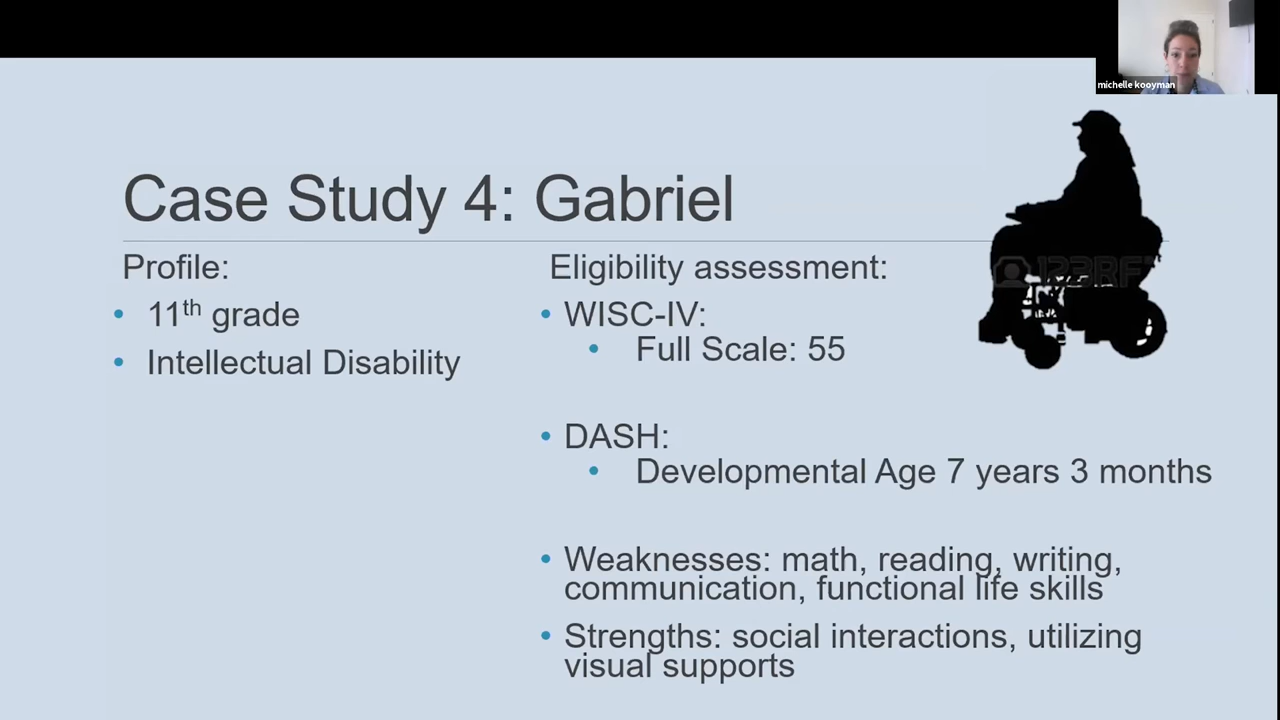 michelle kooyman
Case Study 4: Gabriel
Profile:
• 11th grade
• Intellectual Disability
Eligibility assessment:
• WISC-IV:
• Full Scale: 55
• DASH:
• Developmental Age 7 years 3 months
• Weaknesses: math, reading, writing,
communication, functional life skills
• Strengths: social interactions, utilizing
visual supports
123RF